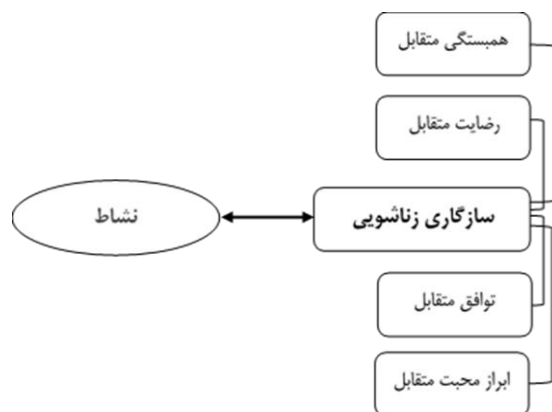 همبستگی متقابل
رضایت متقابل
سازگاری زناشویی
نشاط
توافق متقابل
ابراز محبت متقابل